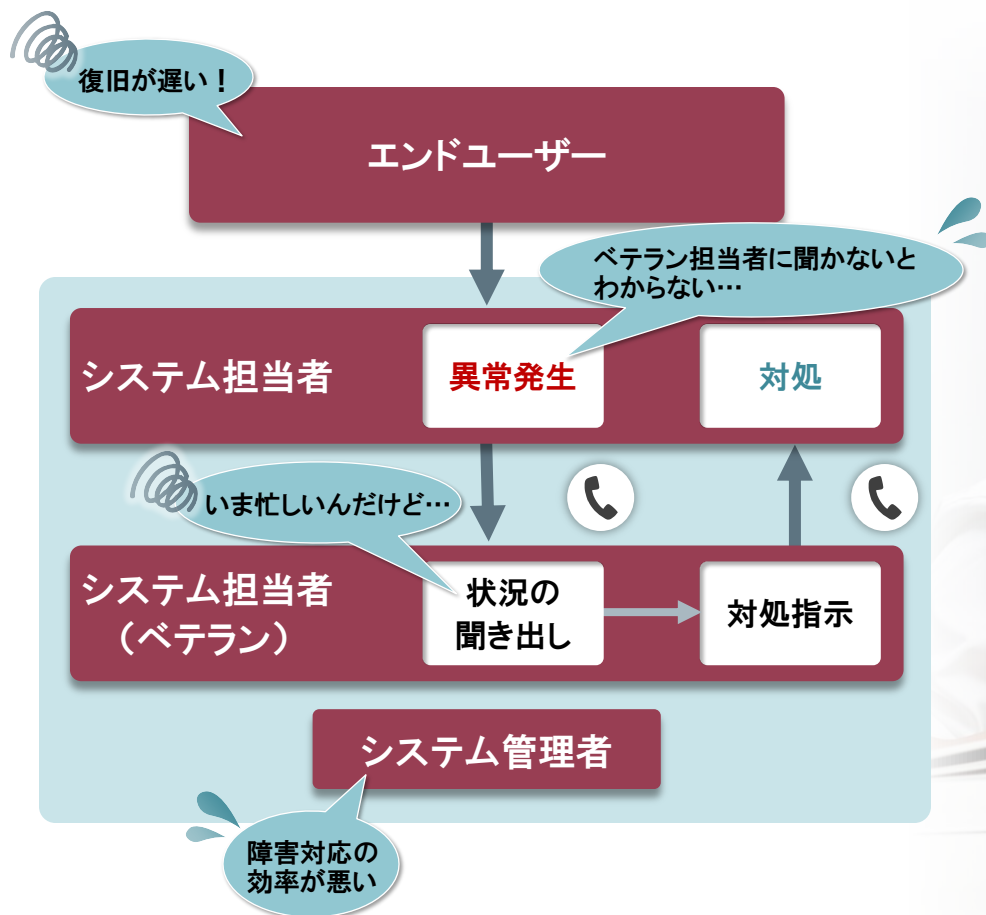 復旧が遅い！
エンドユーザー
ベテラン担当者に聞かないと
わからない…
システム担当者
異常発生
対処
いま忙しいんだけど…
システム担当者
（ベテラン）
状況の
聞き出し
対処指示
システム管理者
障害対応の
効率が悪い